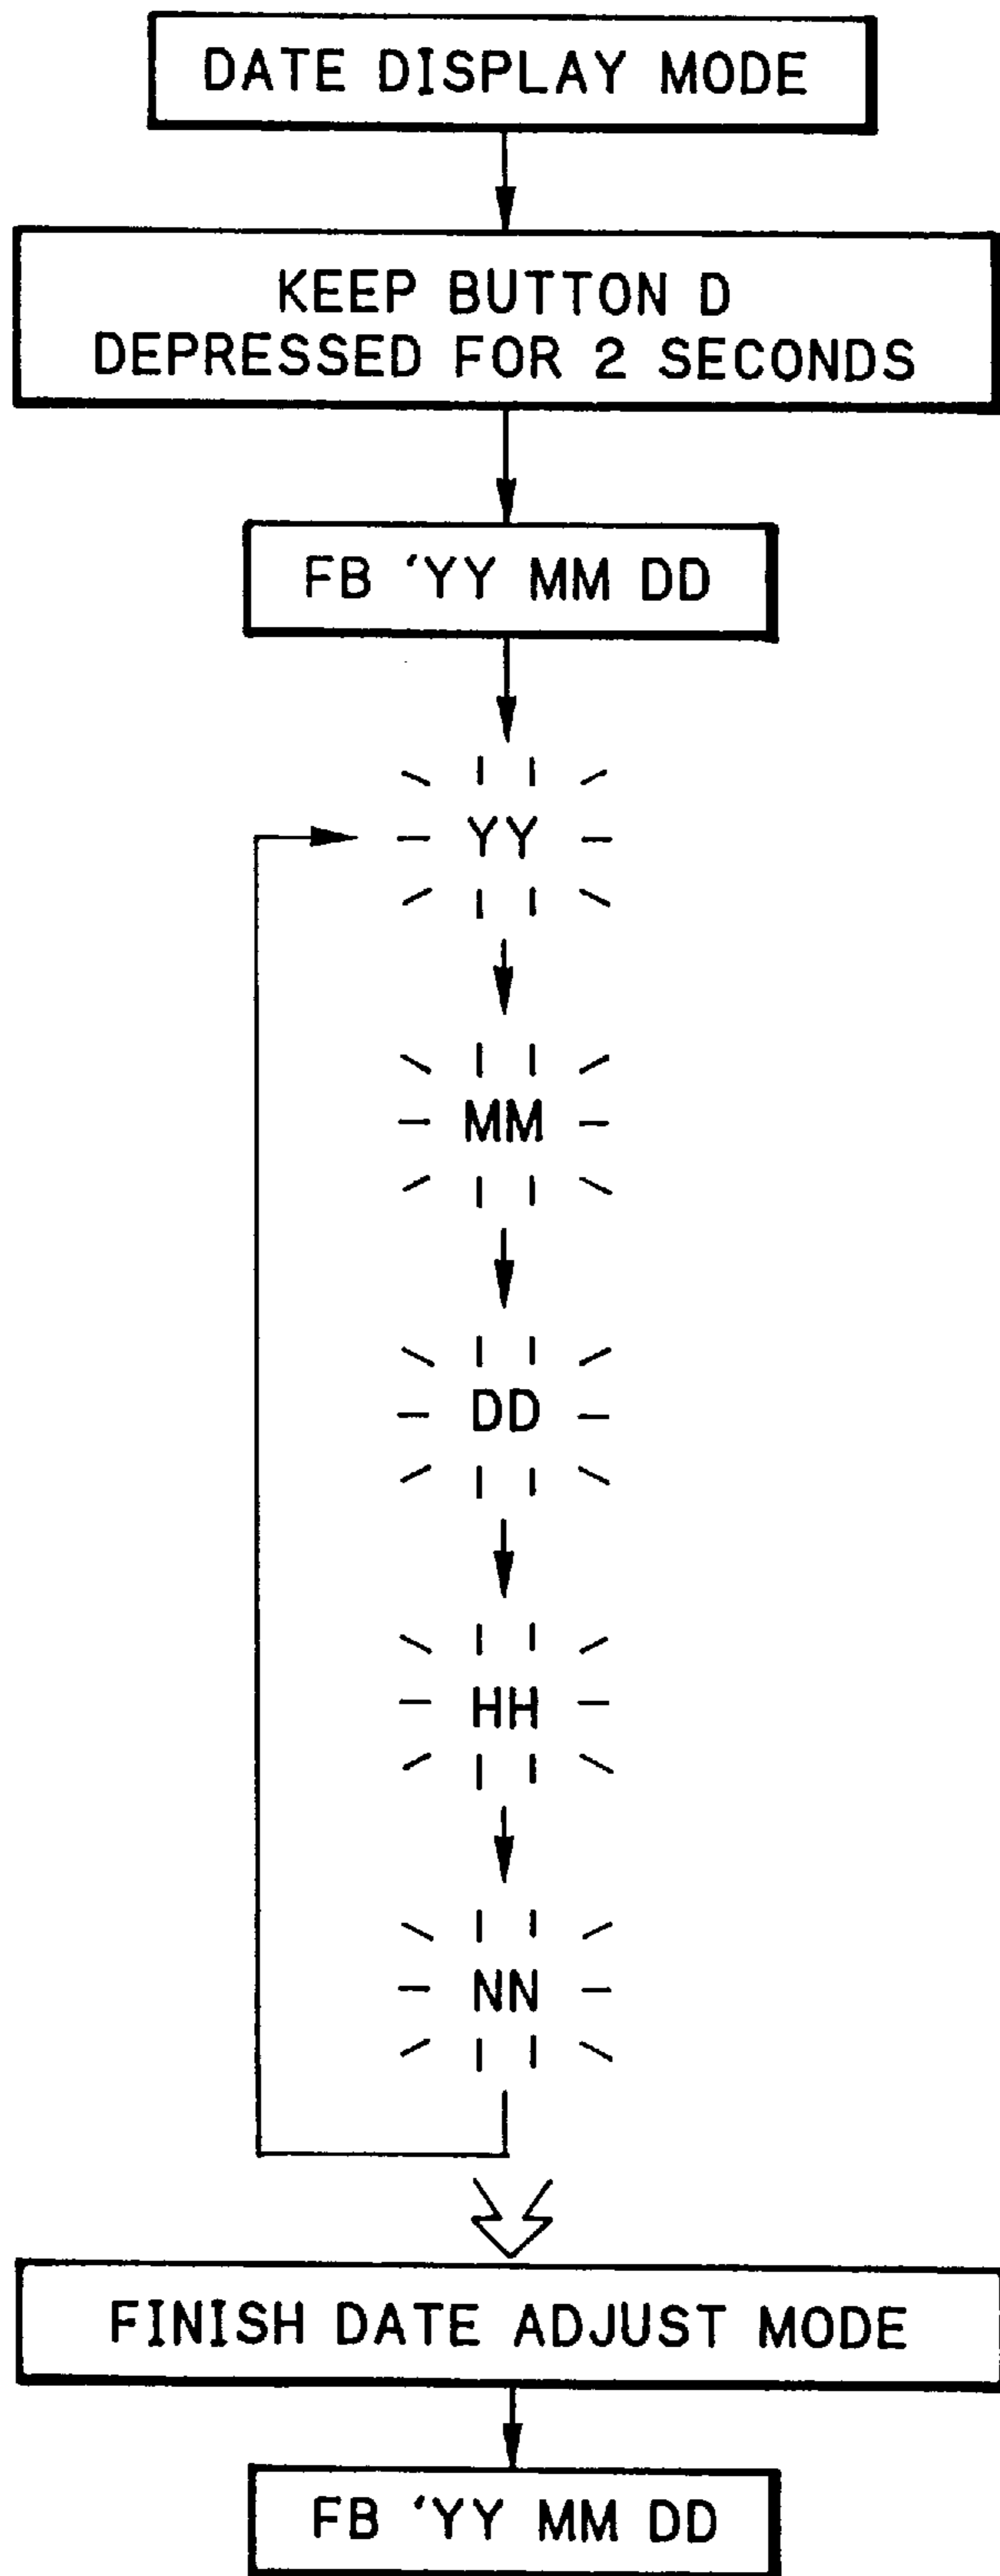 DATE DISPLAY MODE
KEEP BUTTON D
DEPRESSED FOR 2 SECONDS
FB 'YY MM DD
YY
MM
DD
HH
NN
FINISH DATE ADJUST MODE
FB 'YY MM DD